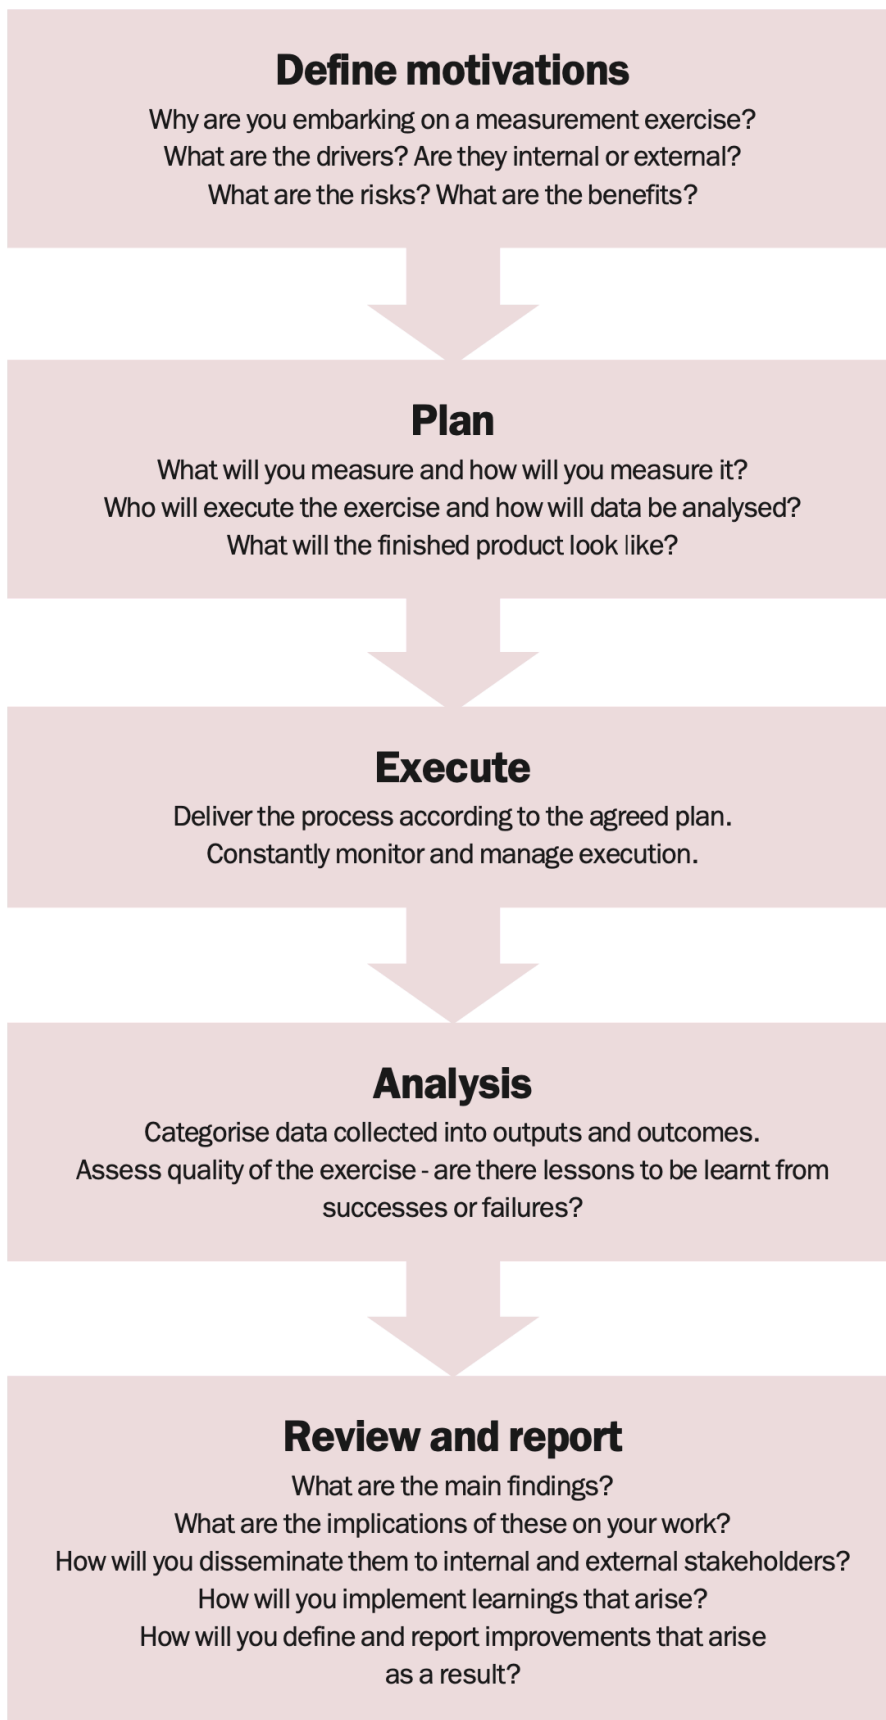 Define motivations
Why are you embarking on a measurement exercise?
What are the drivers? Are they internal or external?
What are the risks? What are the benefits?
Plan
What will you measure and how will you measure it?
Who will execute the exercise and how will data be analysed?
What will the finished product look like?
Execute
Deliver the process according to the agreed plan.
Constantly monitor and manage execution.
Analysis
Categorise data collected into outputs and outcomes.
Assess quality of the exercise - are there lessons to be learnt from
successes or failures?
Review and report
What are the main findings?
What are the implications of these on your work?
How will you disseminate them to internal and external stakeholders?
How will you implement learnings that arise?
How will you define and report improvements that arise
as a result?